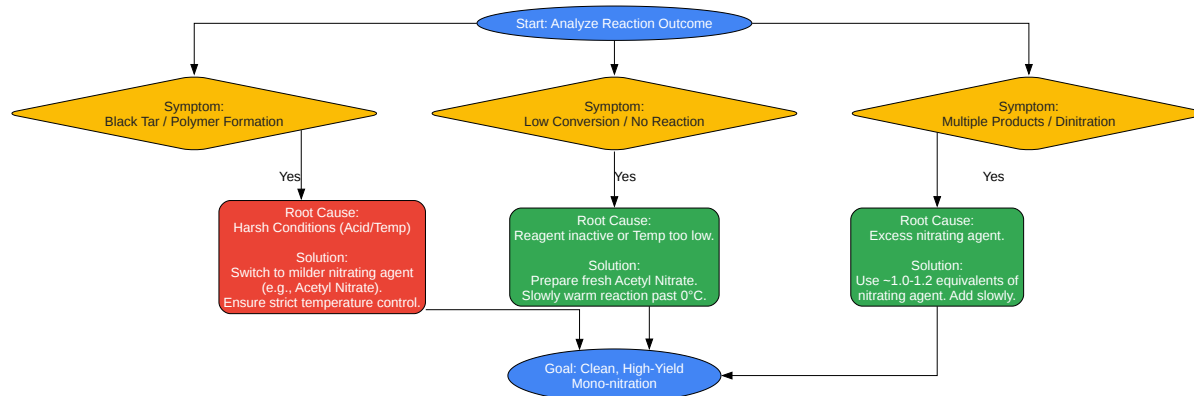 Start: Analyze Reaction Outcome
Symptom:
Black Tar / Polymer Formation
Symptom:
Low Conversion / No Reaction
Symptom:
Multiple Products / Dinitration
Yes
Yes
Yes
Root Cause:
Harsh Conditions (Acid/Temp)
Solution:
Switch to milder nitrating agent
(e.g., Acetyl Nitrate).
Ensure strict temperature control.
Root Cause:
Reagent inactive or Temp too low.
Solution:
Prepare fresh Acetyl Nitrate.
Slowly warm reaction past 0°C.
Root Cause:
Excess nitrating agent.
Solution:
Use ~1.0-1.2 equivalents of
nitrating agent. Add slowly.
Goal: Clean, High-Yield
Mono-nitration